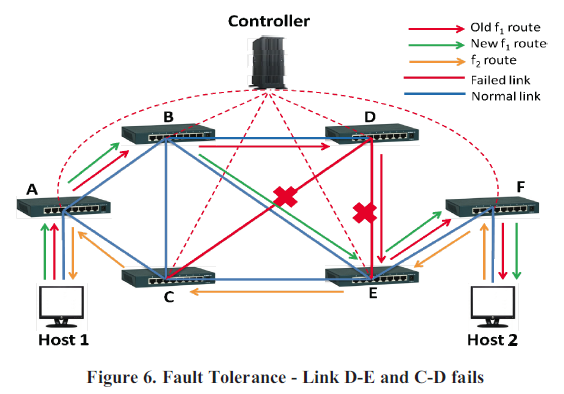 Controller
Old f₁ route
New f₁ route
f₂ route
Failed link
Normal link
B
D
A
F
C
E
Host 1
Host 2
Figure 6. Fault Tolerance - Link D-E and C-D fails